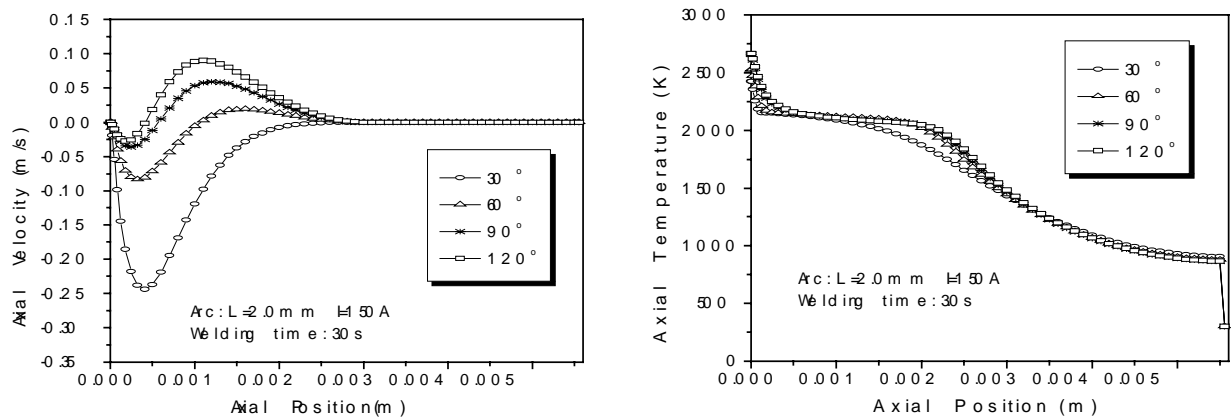 0.15
0.10
0.05
0.00
-0.05
-0.10
-0.15
-0.20
-0.25
-0.30
-0.35
Axial Velocity (m/s)
30 °
60 °
90 °
120°
Arc: L=2.0mm I=150A
Welding time: 3.0s
0.000 0.001 0.002 0.003 0.004 0.005
Axial Position(m)
3000
2500
2000
1500
1000
500
0
Axial Temperature (K)
30 °
60 °
90 °
120°
Arc: L=2.0mm I=150A
Welding time: 3.0s
0.000 0.001 0.002 0.003 0.004 0.005
Axial Position (m)